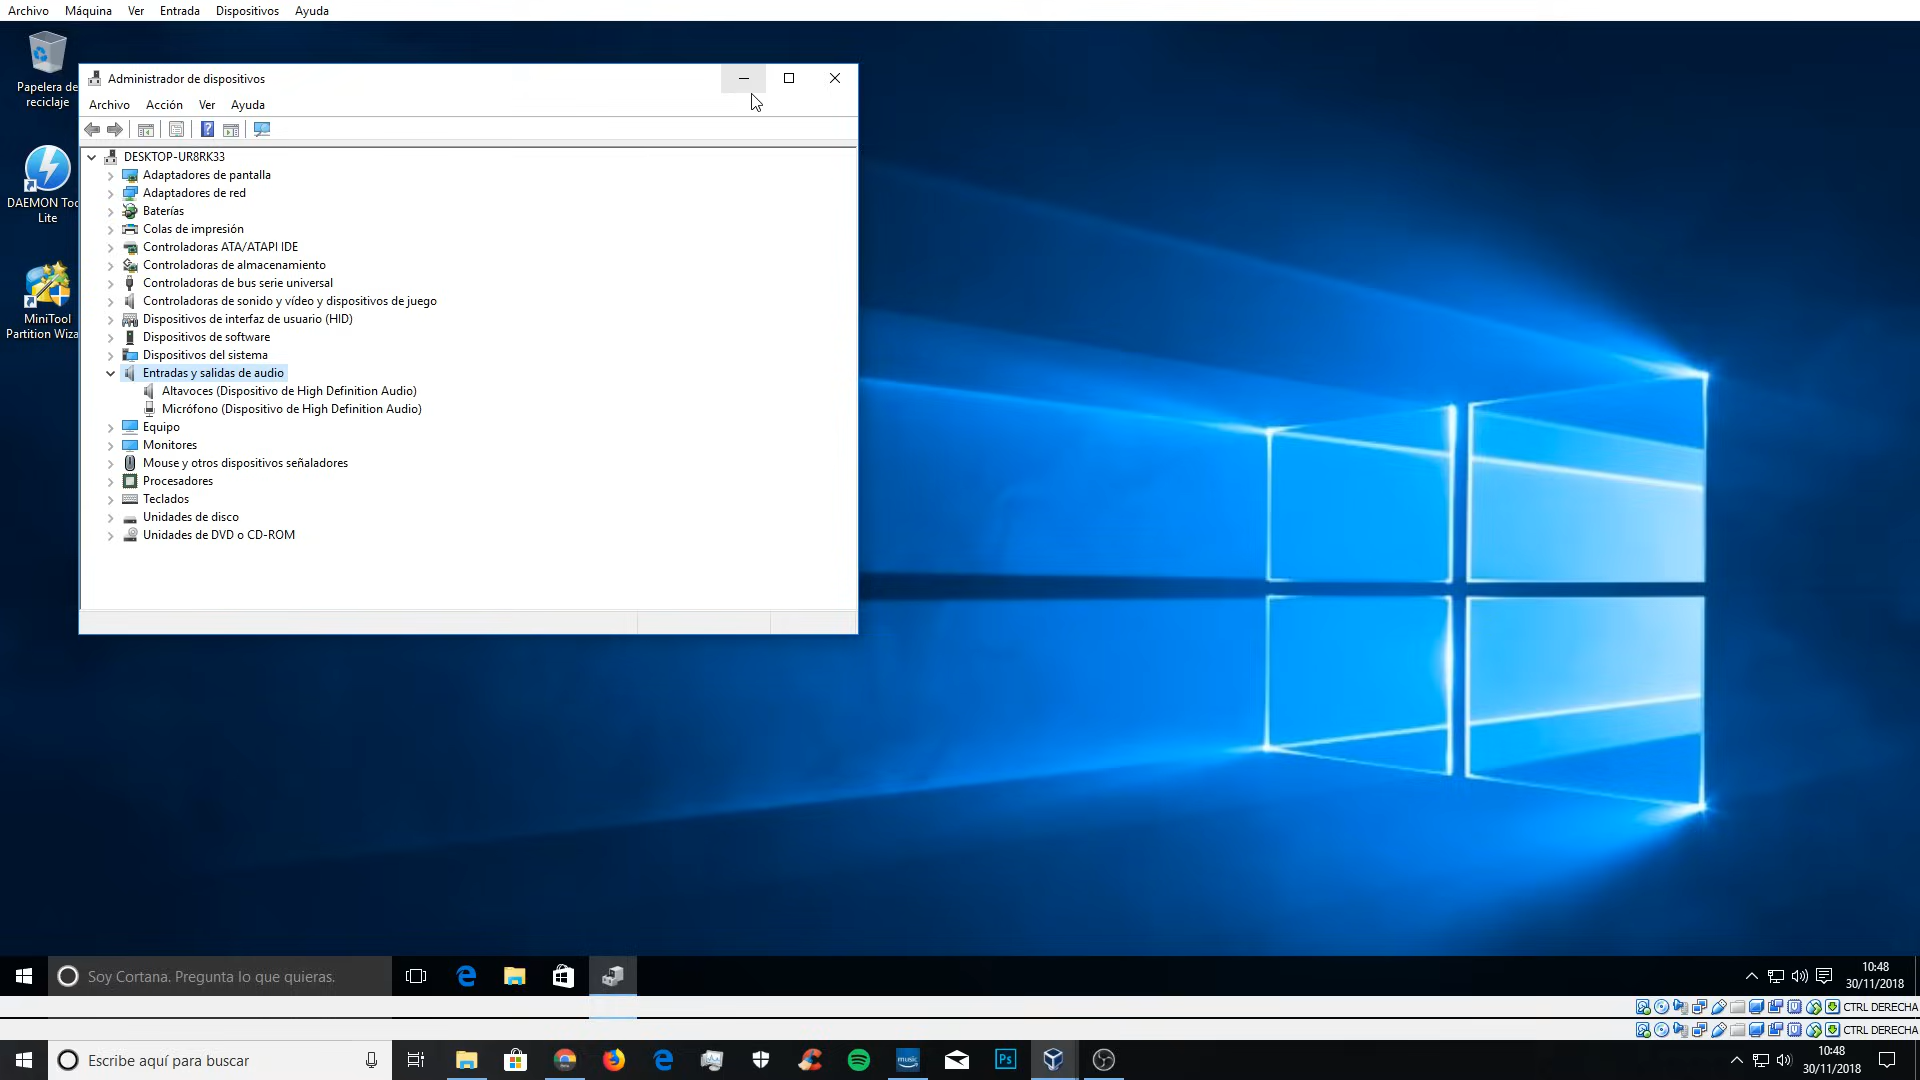 Archivo Máquina Ver Entrada Dispositivos Ayuda
Papelera de
reciclaje
DAEMON Too
Lite
MiniTool
Partition Wiza
Administrador de dispositivos
Archivo Acción Ver Ayuda
DESKTOP-UR8RK33
Adaptadores de pantalla
Adaptadores de red
Baterías
Colas de impresión
Controladoras ATA/ATAPI IDE
Controladoras de almacenamiento
Controladoras de bus serie universal
Controladoras de sonido y vídeo y dispositivos de juego
Dispositivos de interfaz de usuario (HID)
Dispositivos de software
Dispositivos del sistema
Entradas y salidas de audio
Altavoces (Dispositivo de High Definition Audio)
Micrófono (Dispositivo de High Definition Audio)
Equipo
Monitores
Mouse y otros dispositivos señaladores
Procesadores
Teclados
Unidades de disco
Unidades de DVD o CD-ROM
Soy Cortana. Pregunta lo que quieras.
10:48
30/11/2018
CTRL DERECHA
CTRL DERECHA
Escribe aquí para buscar
music
Ps
10:48
30/11/2018